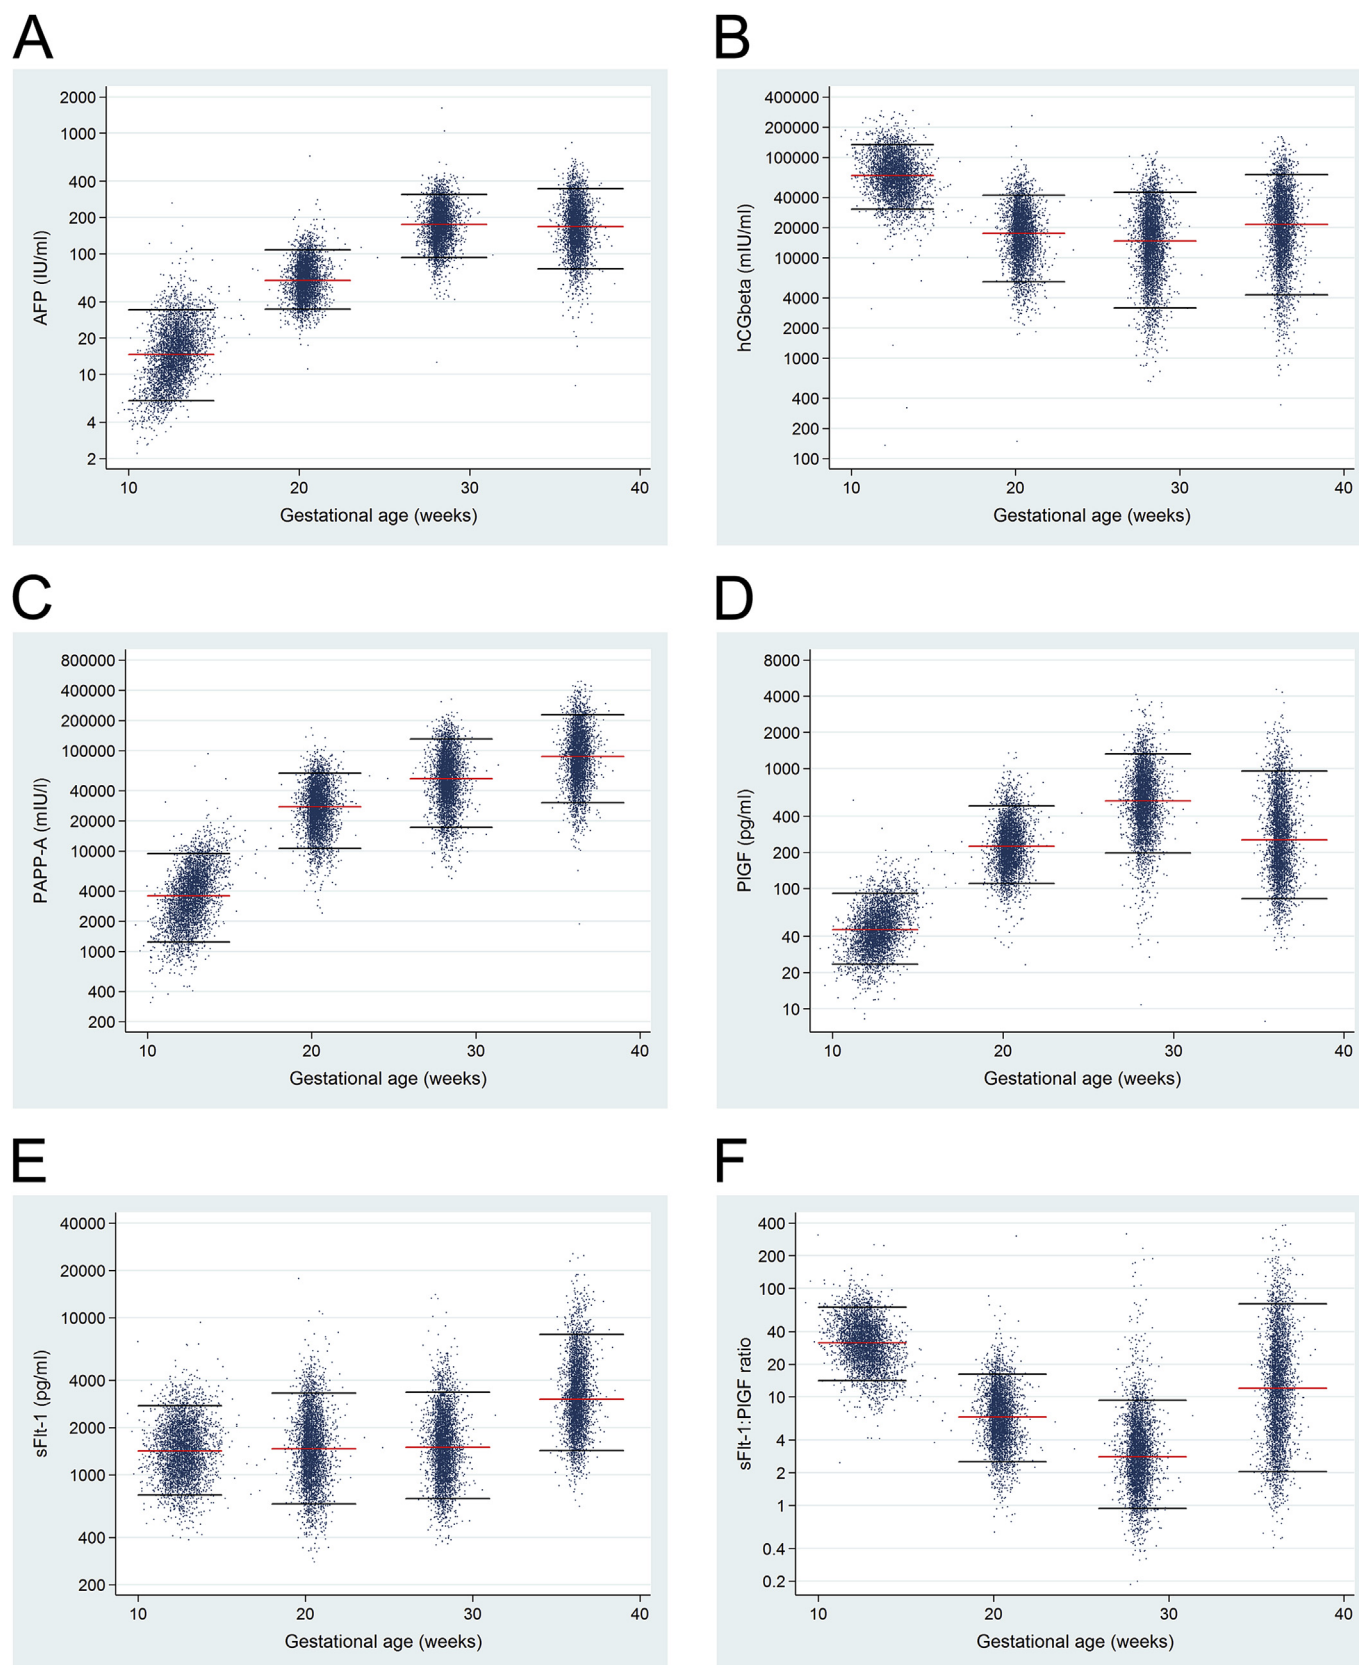 A
AFP (IU/ml)
2000
1000
400
200
100
40
20
10
4
2
10 20 30 40
Gestational age (weeks)
B
hCGbeta (mIU/ml)
400000
200000
100000
40000
20000
10000
4000
2000
1000
400
200
100
10 20 30 40
Gestational age (weeks)
C
PAPP-A (mIU/l)
800000
400000
200000
100000
40000
20000
10000
4000
2000
1000
400
200
10 20 30 40
Gestational age (weeks)
D
PlGF (pg/ml)
8000
4000
2000
1000
400
200
100
40
20
10
10 20 30 40
Gestational age (weeks)
E
sFlt-1 (pg/ml)
40000
20000
10000
4000
2000
1000
400
200
10 20 30 40
Gestational age (weeks)
F
sFlt-1:PlGF ratio
400
200
100
40
20
10
4
2
1
0.4
0.2
10 20 30 40
Gestational age (weeks)